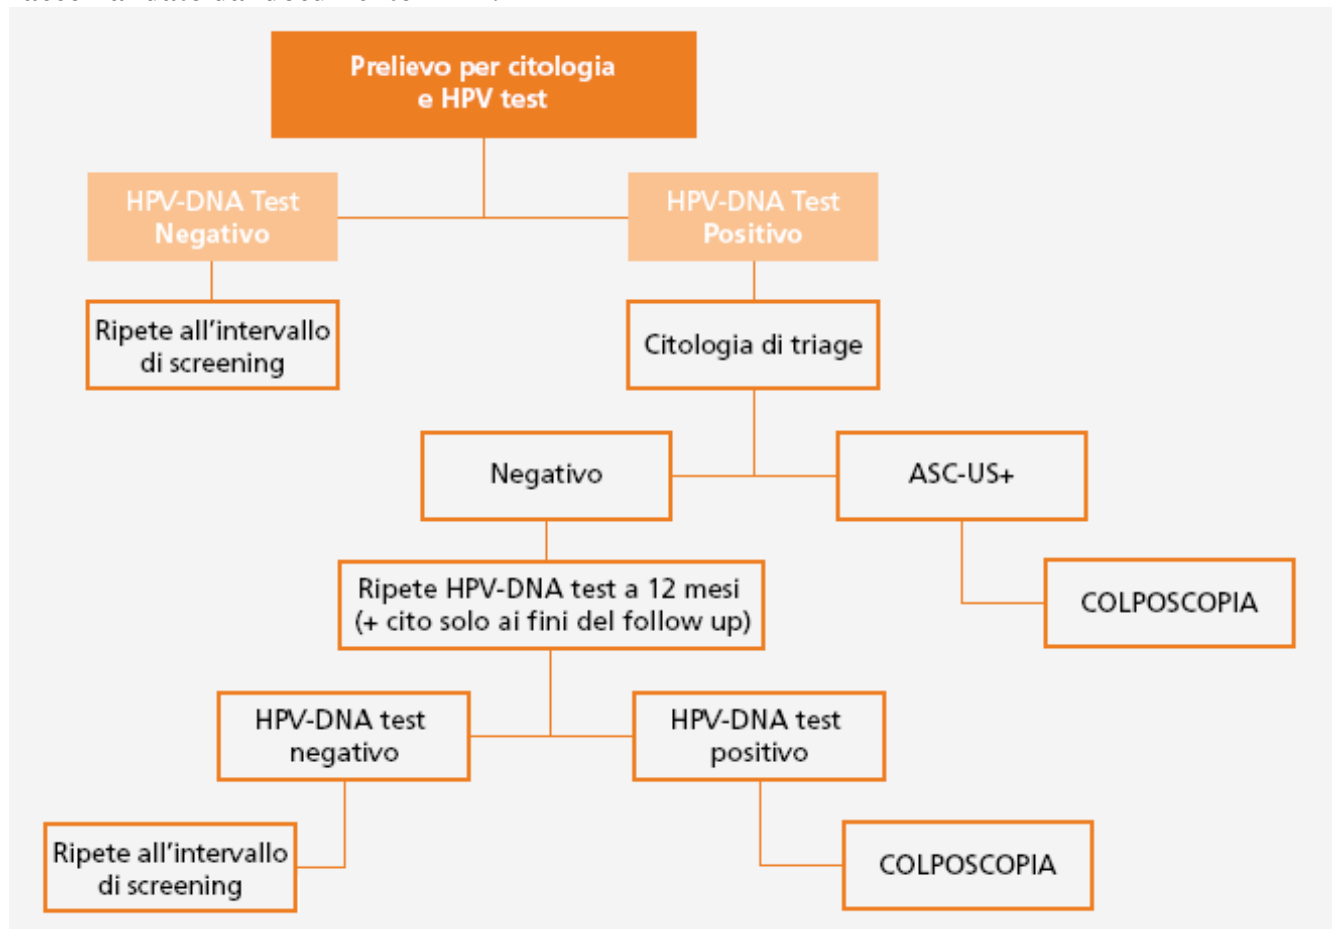 Prelievo per citologia
e HPV test
HPV-DNA Test
Negativo
HPV-DNA Test
Positivo
Ripete all'intervallo
di screening
Citologia di triage
Negativo
ASC-US+
Ripete HPV-DNA test a 12 mesi
(+ cito solo ai fini del follow up)
COLPOSCOPIA
HPV-DNA test
negativo
HPV-DNA test
positivo
Ripete all'intervallo
di screening
COLPOSCOPIA